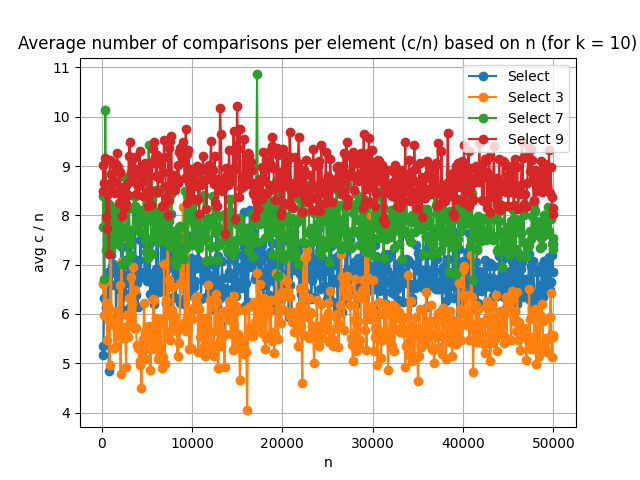 Average number of comparisons per element (c/n) based on n (for k = 10)
Select
Select 3
Select 7
Select 9
avg c / n
11
10
9
8
7
6
5
4
0
10000
20000
30000
40000
50000
n